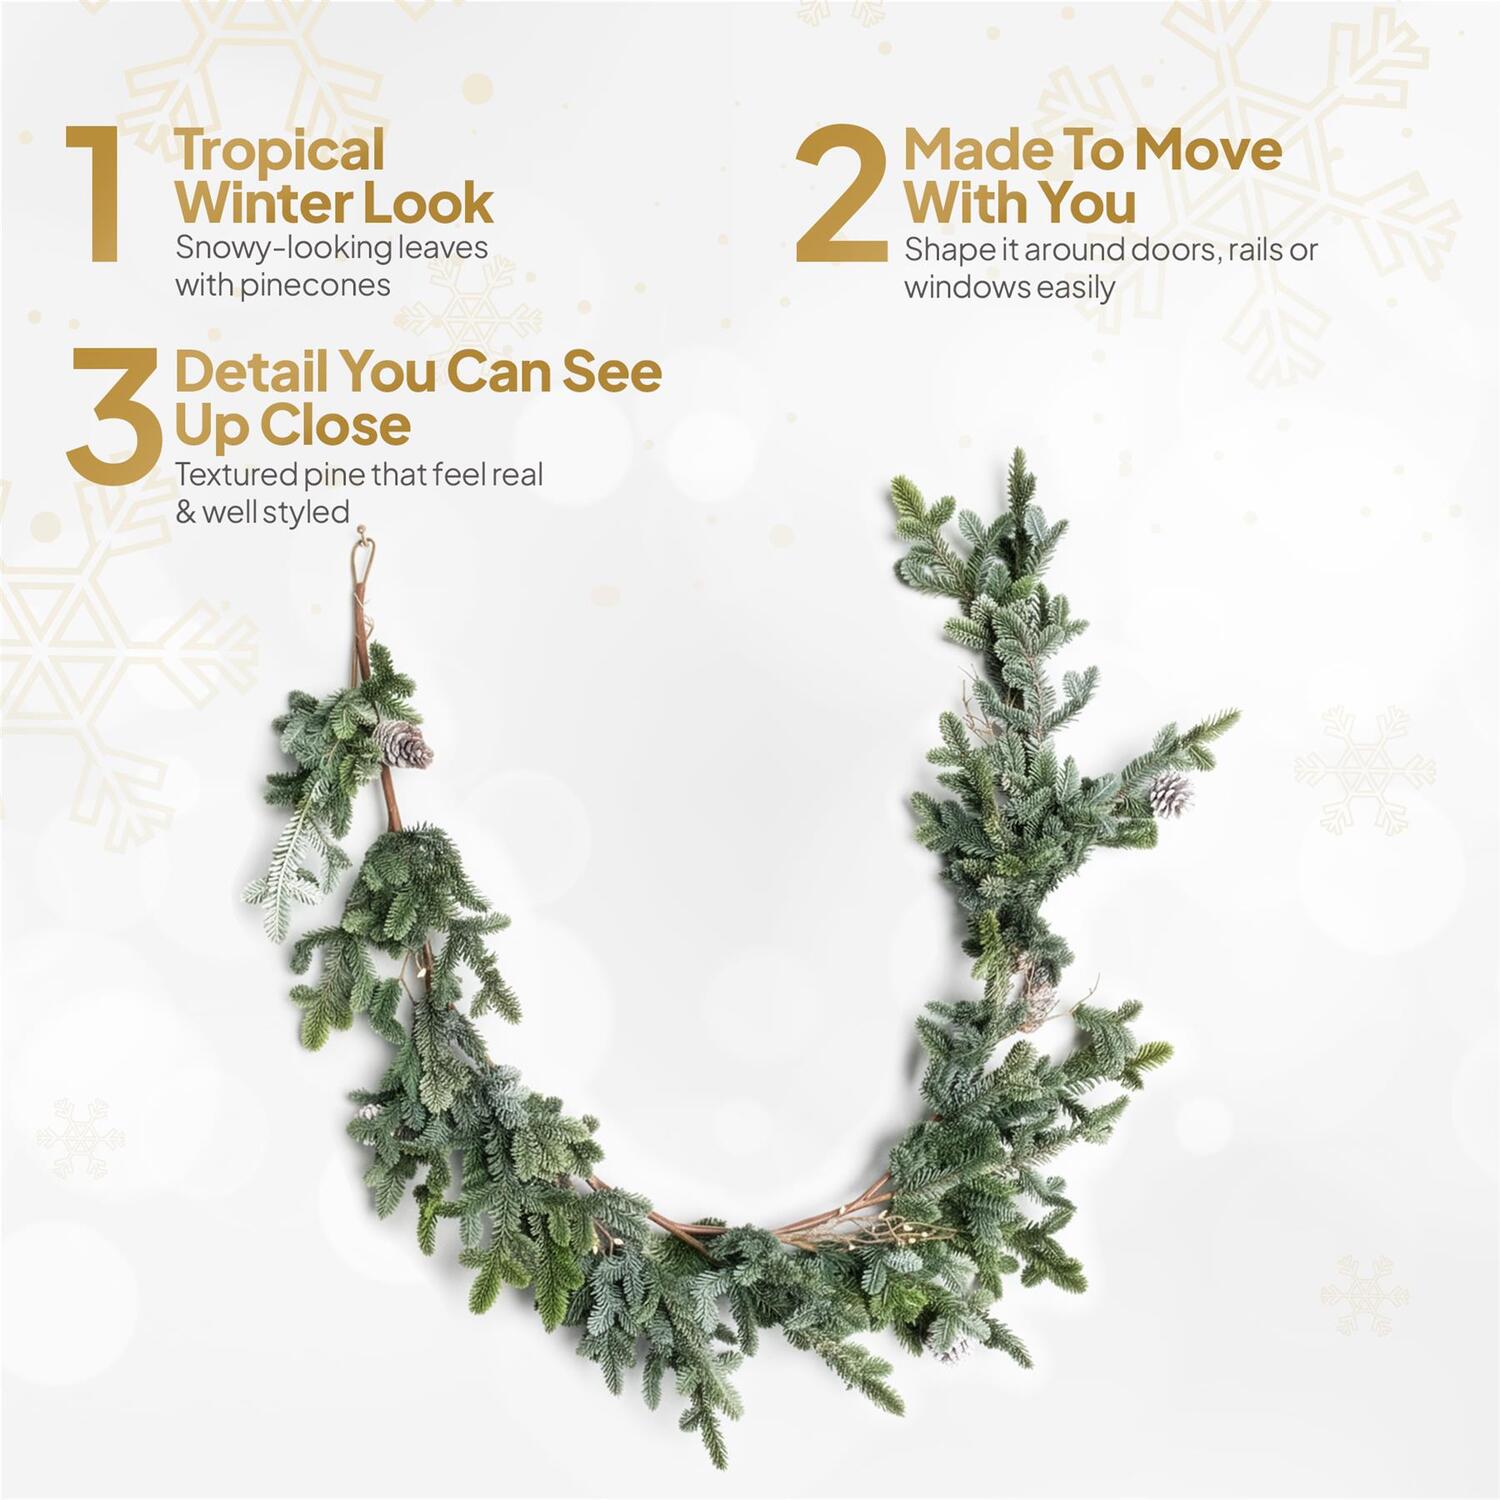 1
Tropical
Winter Look
Snowy-looking leaves
with pinecones
2
Made To Move
With You
Shape it around doors, rails or
windows easily
3
Detail You Can See
Up Close
Textured pine that feel real
& well styled